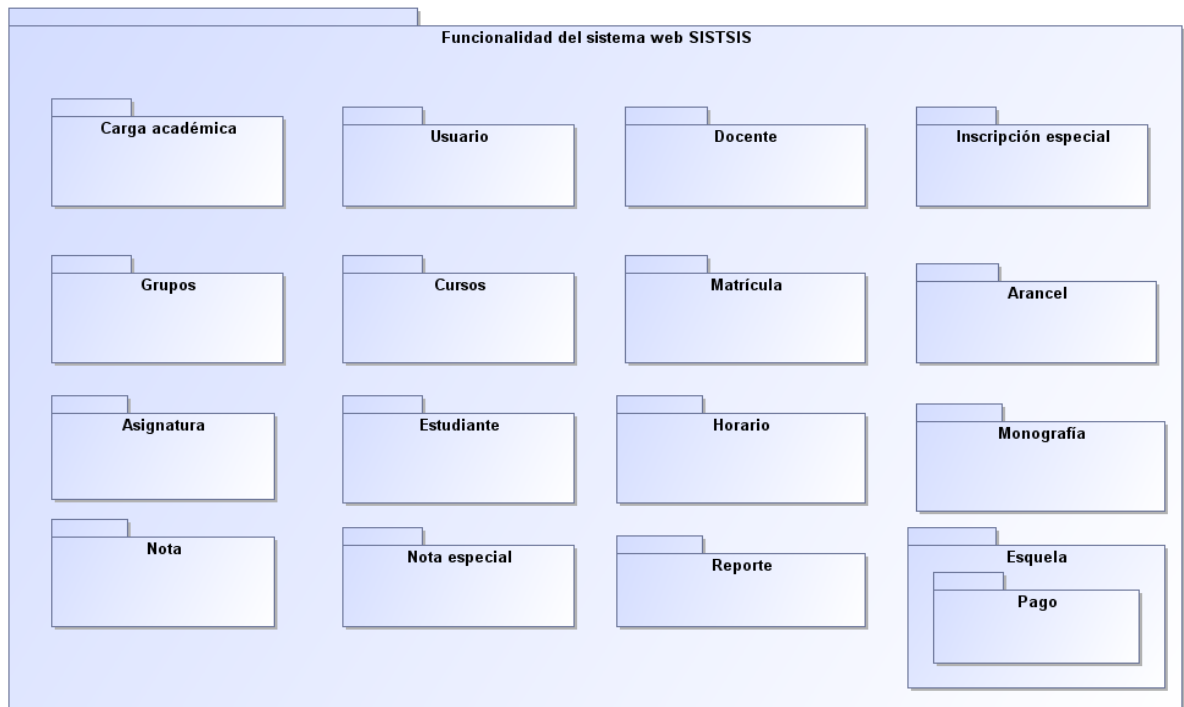 Funcionalidad del sistema web SISTSIS
Carga académica
Usuario
Docente
Inscripción especial
Grupos
Cursos
Matrícula
Arancel
Asignatura
Estudiante
Horario
Monografía
Nota
Nota especial
Reporte
Esquela
Pago